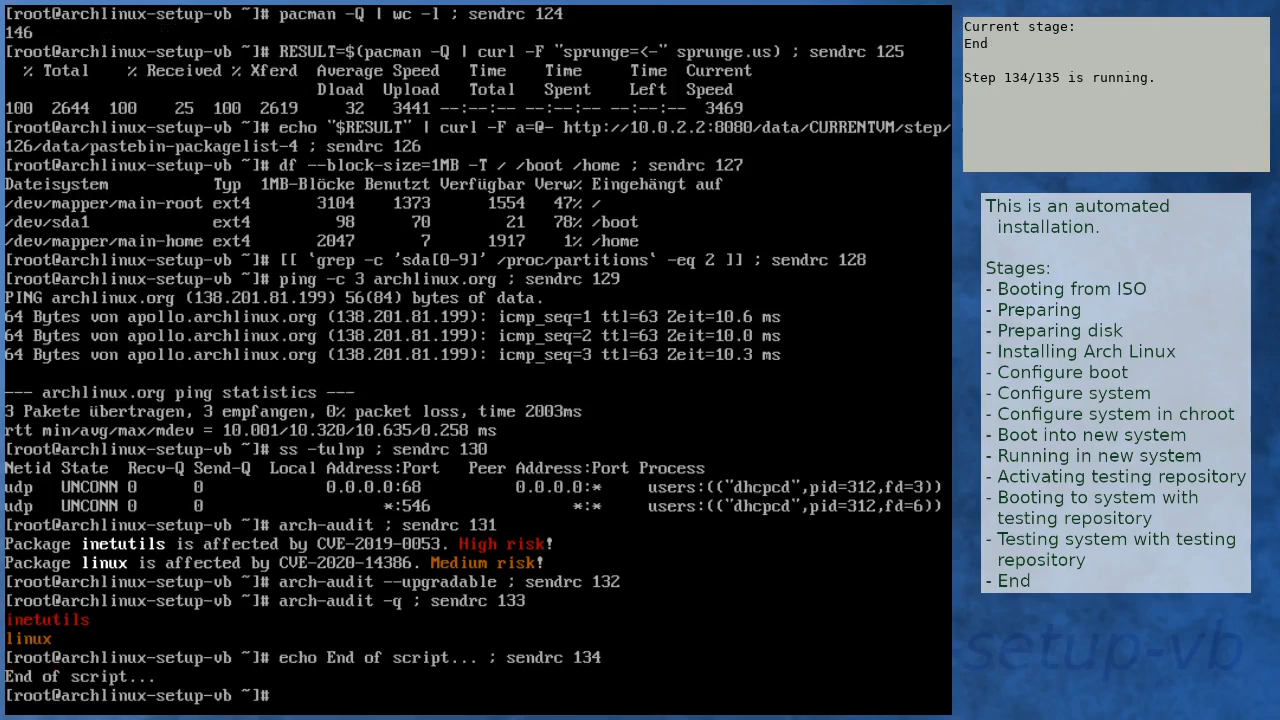 [root@archlinux-setup-vb ~]# pacman -Q | wc -l ; sendrc 124
146
[root@archlinux-setup-vb ~]# RESULT=$(pacman -Q | curl -F "sprunge=<-" sprunge.us) ; sendrc 125
  % Total    % Received % Xferd  Average Speed   Time    Time     Time  Current
                                 Dload  Upload   Total   Spent    Left  Speed
100  2644  100    25  100  2619     32   3441 --:--:-- --:--:-- --:--:--  3469
[root@archlinux-setup-vb ~]# echo "$RESULT" | curl -F a=@- http://10.0.2.2:8080/data/CURRENTVM/step/
126/data/pastebin-packagelist-4 ; sendrc 126
[root@archlinux-setup-vb ~]# df --block-size=1MB -T / /boot /home ; sendrc 127
Dateisystem           Typ  1MB-Blöcke Benutzt Verfügbar Verw% Eingehängt auf
/dev/mapper/main-root ext4       3104    1373      1554   47% /
/dev/sda1             ext4         98      70        21   78% /boot
/dev/mapper/main-home ext4       2047       7      1917    1% /home
[root@archlinux-setup-vb ~]# [[ `grep -c 'sda[0-9]' /proc/partitions` -eq 2 ]] ; sendrc 128
[root@archlinux-setup-vb ~]# ping -c 3 archlinux.org ; sendrc 129
PING archlinux.org (138.201.81.199) 56(84) bytes of data.
64 Bytes von apollo.archlinux.org (138.201.81.199): icmp_seq=1 ttl=63 Zeit=10.6 ms
64 Bytes von apollo.archlinux.org (138.201.81.199): icmp_seq=2 ttl=63 Zeit=10.0 ms
64 Bytes von apollo.archlinux.org (138.201.81.199): icmp_seq=3 ttl=63 Zeit=10.3 ms

--- archlinux.org ping statistics ---
3 Pakete übertragen, 3 empfangen, 0% packet loss, time 2003ms
rtt min/avg/max/mdev = 10.001/10.320/10.635/0.258 ms
[root@archlinux-setup-vb ~]# ss -tulnp ; sendrc 130
Netid State  Recv-Q Send-Q  Local Address:Port   Peer Address:Port Process
udp   UNCONN 0      0             0.0.0.0:68          0.0.0.0:*     users:(("dhcpcd",pid=312,fd=3))
udp   UNCONN 0      0                   *:546               *:*     users:(("dhcpcd",pid=312,fd=6))
[root@archlinux-setup-vb ~]# arch-audit ; sendrc 131
Package inetutils is affected by CVE-2019-0053. High risk!
Package linux is affected by CVE-2020-14386. Medium risk!
[root@archlinux-setup-vb ~]# arch-audit --upgradable ; sendrc 132
[root@archlinux-setup-vb ~]# arch-audit -q ; sendrc 133
inetutils
linux
[root@archlinux-setup-vb ~]# echo End of script... ; sendrc 134
End of script...
[root@archlinux-setup-vb ~]#
Current stage:
End

Step 134/135 is running.
This is an automated
installation.

Stages:
- Booting from ISO
- Preparing
- Preparing disk
- Installing Arch Linux
- Configure boot
- Configure system
- Configure system in chroot
- Boot into new system
- Running in new system
- Activating testing repository
- Booting to system with
testing repository
- Testing system with testing
repository
- End
setup-vb